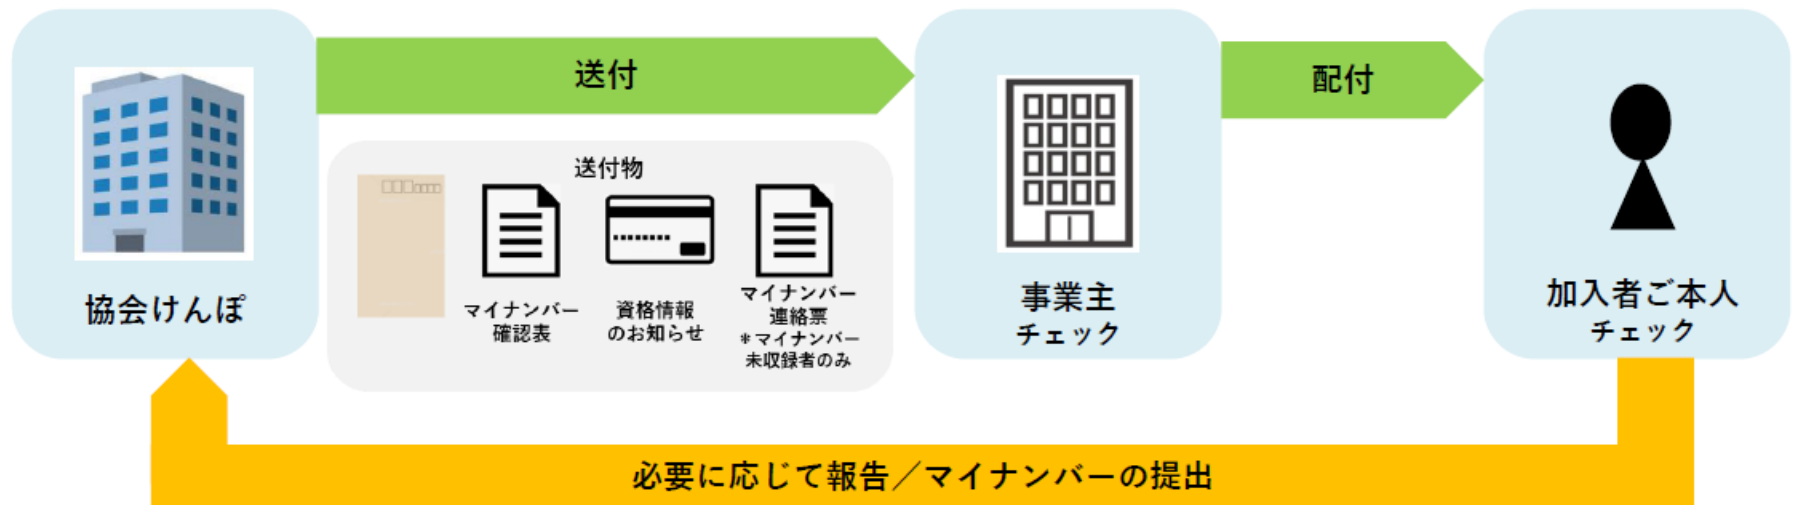 送付
配付
送付物
マイナンバー
確認表
資格情報
のお知らせ
マイナンバー
連絡票
＊マイナンバー
未収録者のみ
協会けんぽ
事業主
チェック
加入者ご本人
チェック
必要に応じて報告／マイナンバーの提出